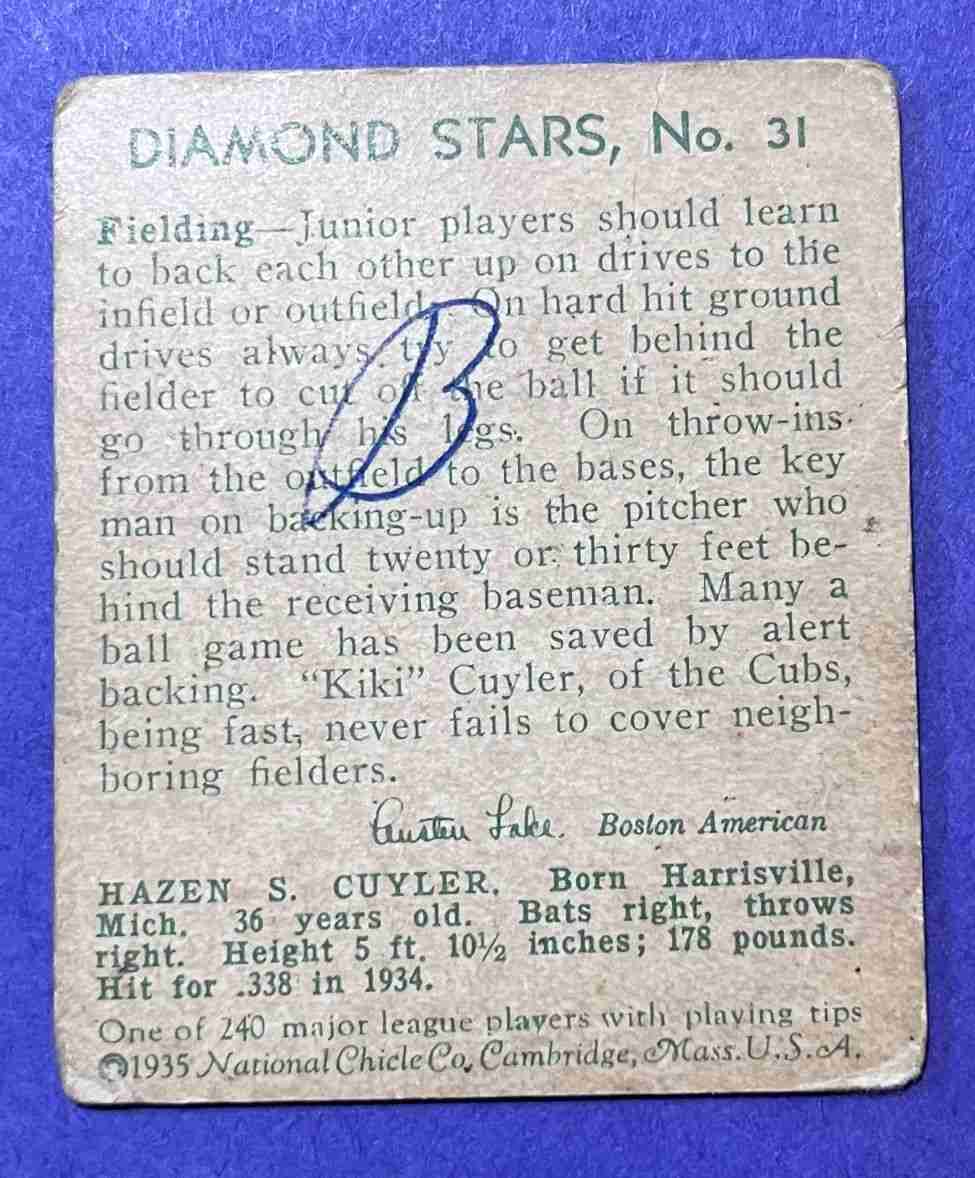 DIAMOND STARS, No. 31
Fielding—Junior players should learn
to back each other up on drives to the
infield or outfield. On hard hit ground
drives always try to get behind the
fielder to cut off the ball if it should
go through his legs. On throw-ins
from the outfield to the bases, the key
man on backing-up is the pitcher who
should stand twenty or thirty feet be-
hind the receiving baseman. Many a
ball game has been saved by alert
backing. “Kiki” Cuyler, of the Cubs,
being fast, never fails to cover neigh-
boring fielders.
Austen Lake. Boston American
HAZEN S. CUYLER. Born Harrisville,
Mich. 36 years old. Bats right, throws
right. Height 5 ft. 10½ inches; 178 pounds.
Hit for .338 in 1934.
One of 240 major league players with playing tips
©1935 National Chicle Co. Cambridge, Mass. U.S.A.
B